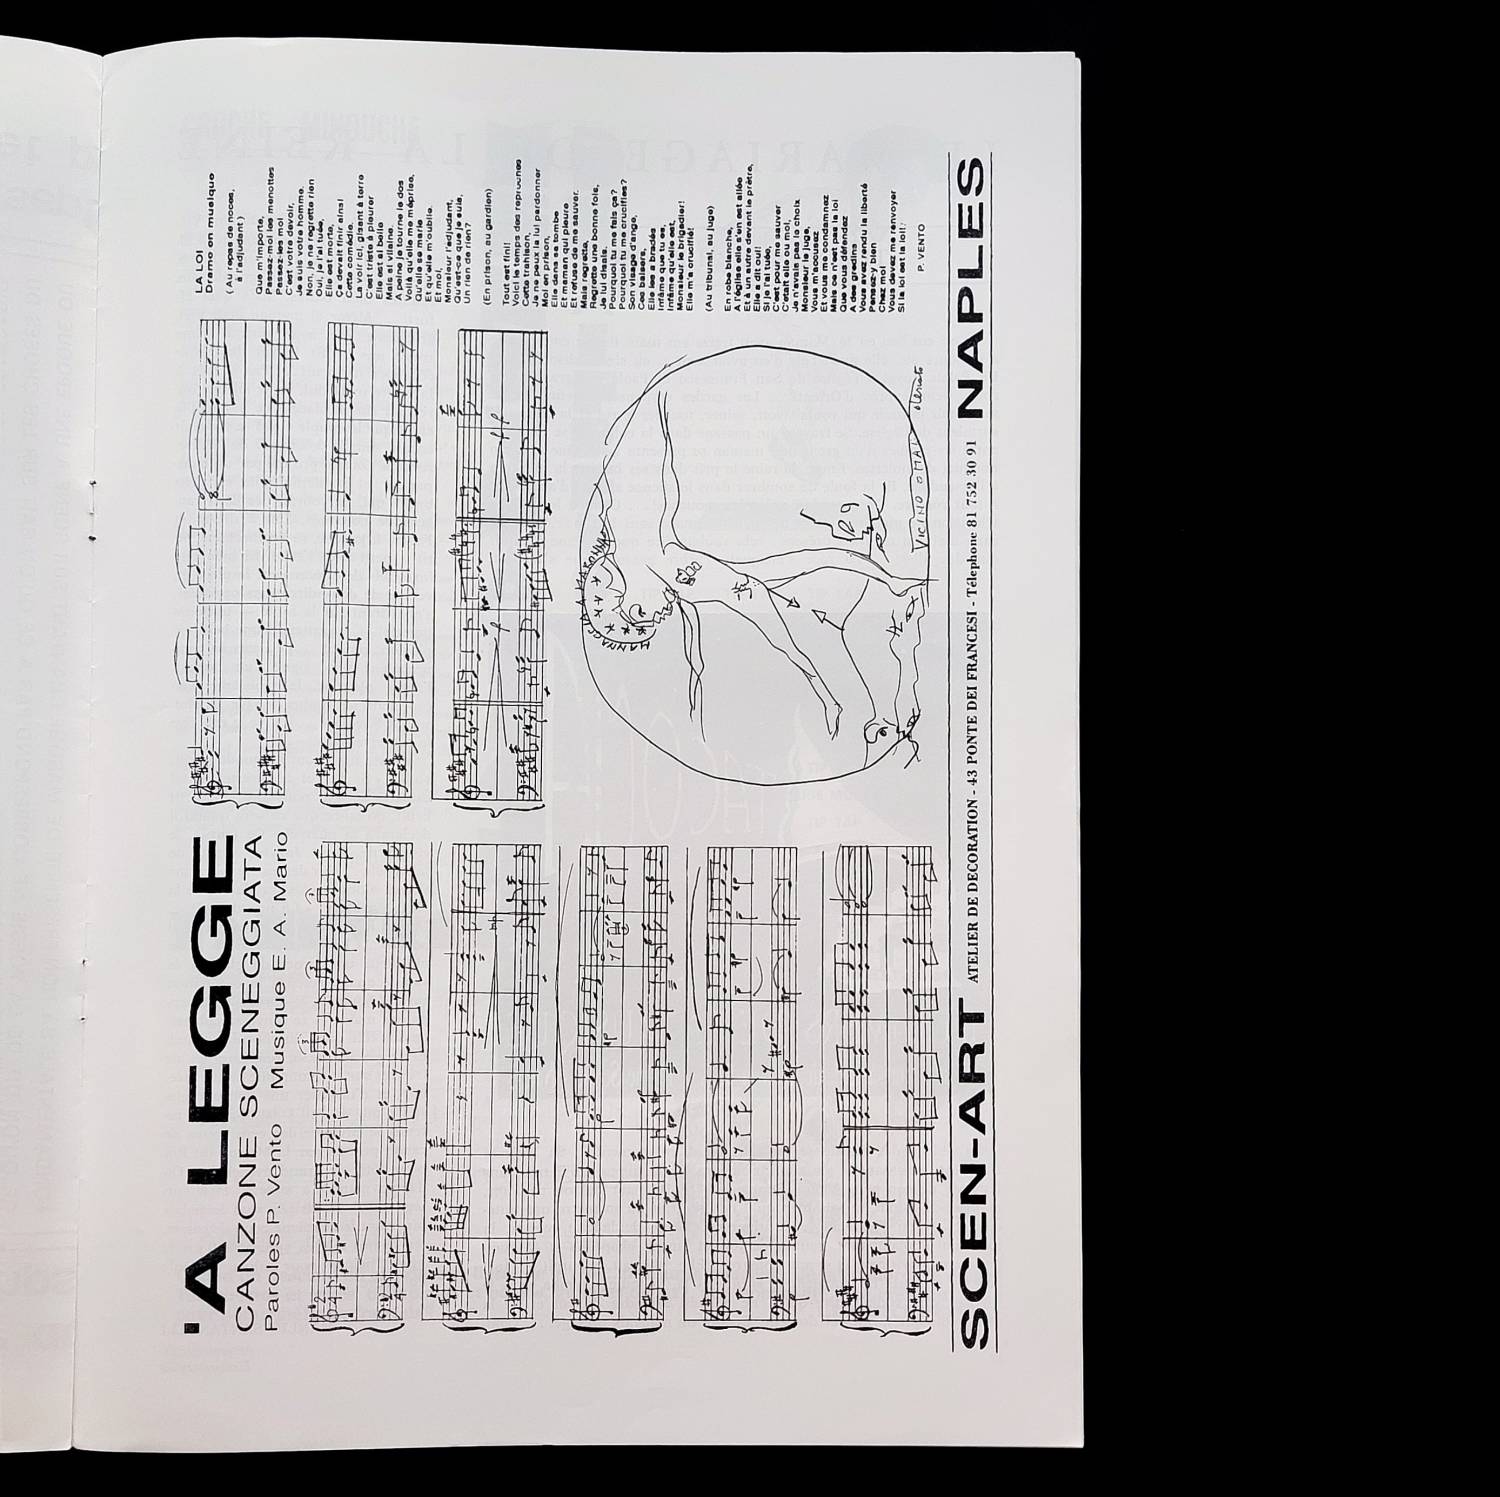 'A LEGGE
CANZONE SCENEGGIATA
Paroles P. Vento Musique E. A. Mario
LA LOI
Drame en musique
( Au repas de noces,
à l'adjudant )
Que m'importe,
Passez-moi les menottes
Passez-les moi
C'est votre devoir,
Je suis votre homme.
Non, je ne regrette rien
Oui, je l'ai tuée,
Elle est morte,
Ça devait finir ainsi
Cette comédie.
La voir ici, gisant à terre
C'est triste à pleurer
Elle est si belle
Mais si vilaine.
A peine je tourne le dos
Voilà qu'elle méprise,
Qu'elle se marie
Et qu'elle m'oublie.
Et moi,
Monsieur l'adjudant,
Qu'est-ce que je suis,
Un rien de rien?
(En prison, au gardien)
Tout est fini!
Voici le temps des reproches
Cette trahison,
Je ne peux la lui pardonner
Moi en prison,
Elle dans sa tombe
Et maman qui pleure
Et refuse de me sauver.
Mais regrette,
Regrette une bonne fois,
Je lui disais.
Pourquoi tu me fais ça?
Pourquoi tu me crucifies?
Son visage d'ange,
Ces baisers,
Elle les a bradés
Infâme que tu es,
Infâme qu'elle est,
Monsieur le brigadier!
Elle m'a crucifié!
(Au tribunal, au juge)
En robe blanche,
A l'église elle s'en est allée
Et à un autre devant le prêtre,
Elle a dit oui!
Si je l'ai tuée,
C'est pour me sauver
C'était elle ou moi,
Je n'avais pas le choix.
Monsieur le juge,
Vous m'accusez
Et vous me condamnez
Mais ce n'est pas la loi
Que vous défendez
A des gredins
Vous avez rendu la liberté
Pensez-y bien
Chez moi
Vous devez me renvoyer
Si la loi est la loi!!
P. VENTO
VICINO OMAI
SCEN-ART ATELIER DE DECORATION - 43 PONTE DEI FRANCESI - Télephone 81 752 30 91 NAPLES